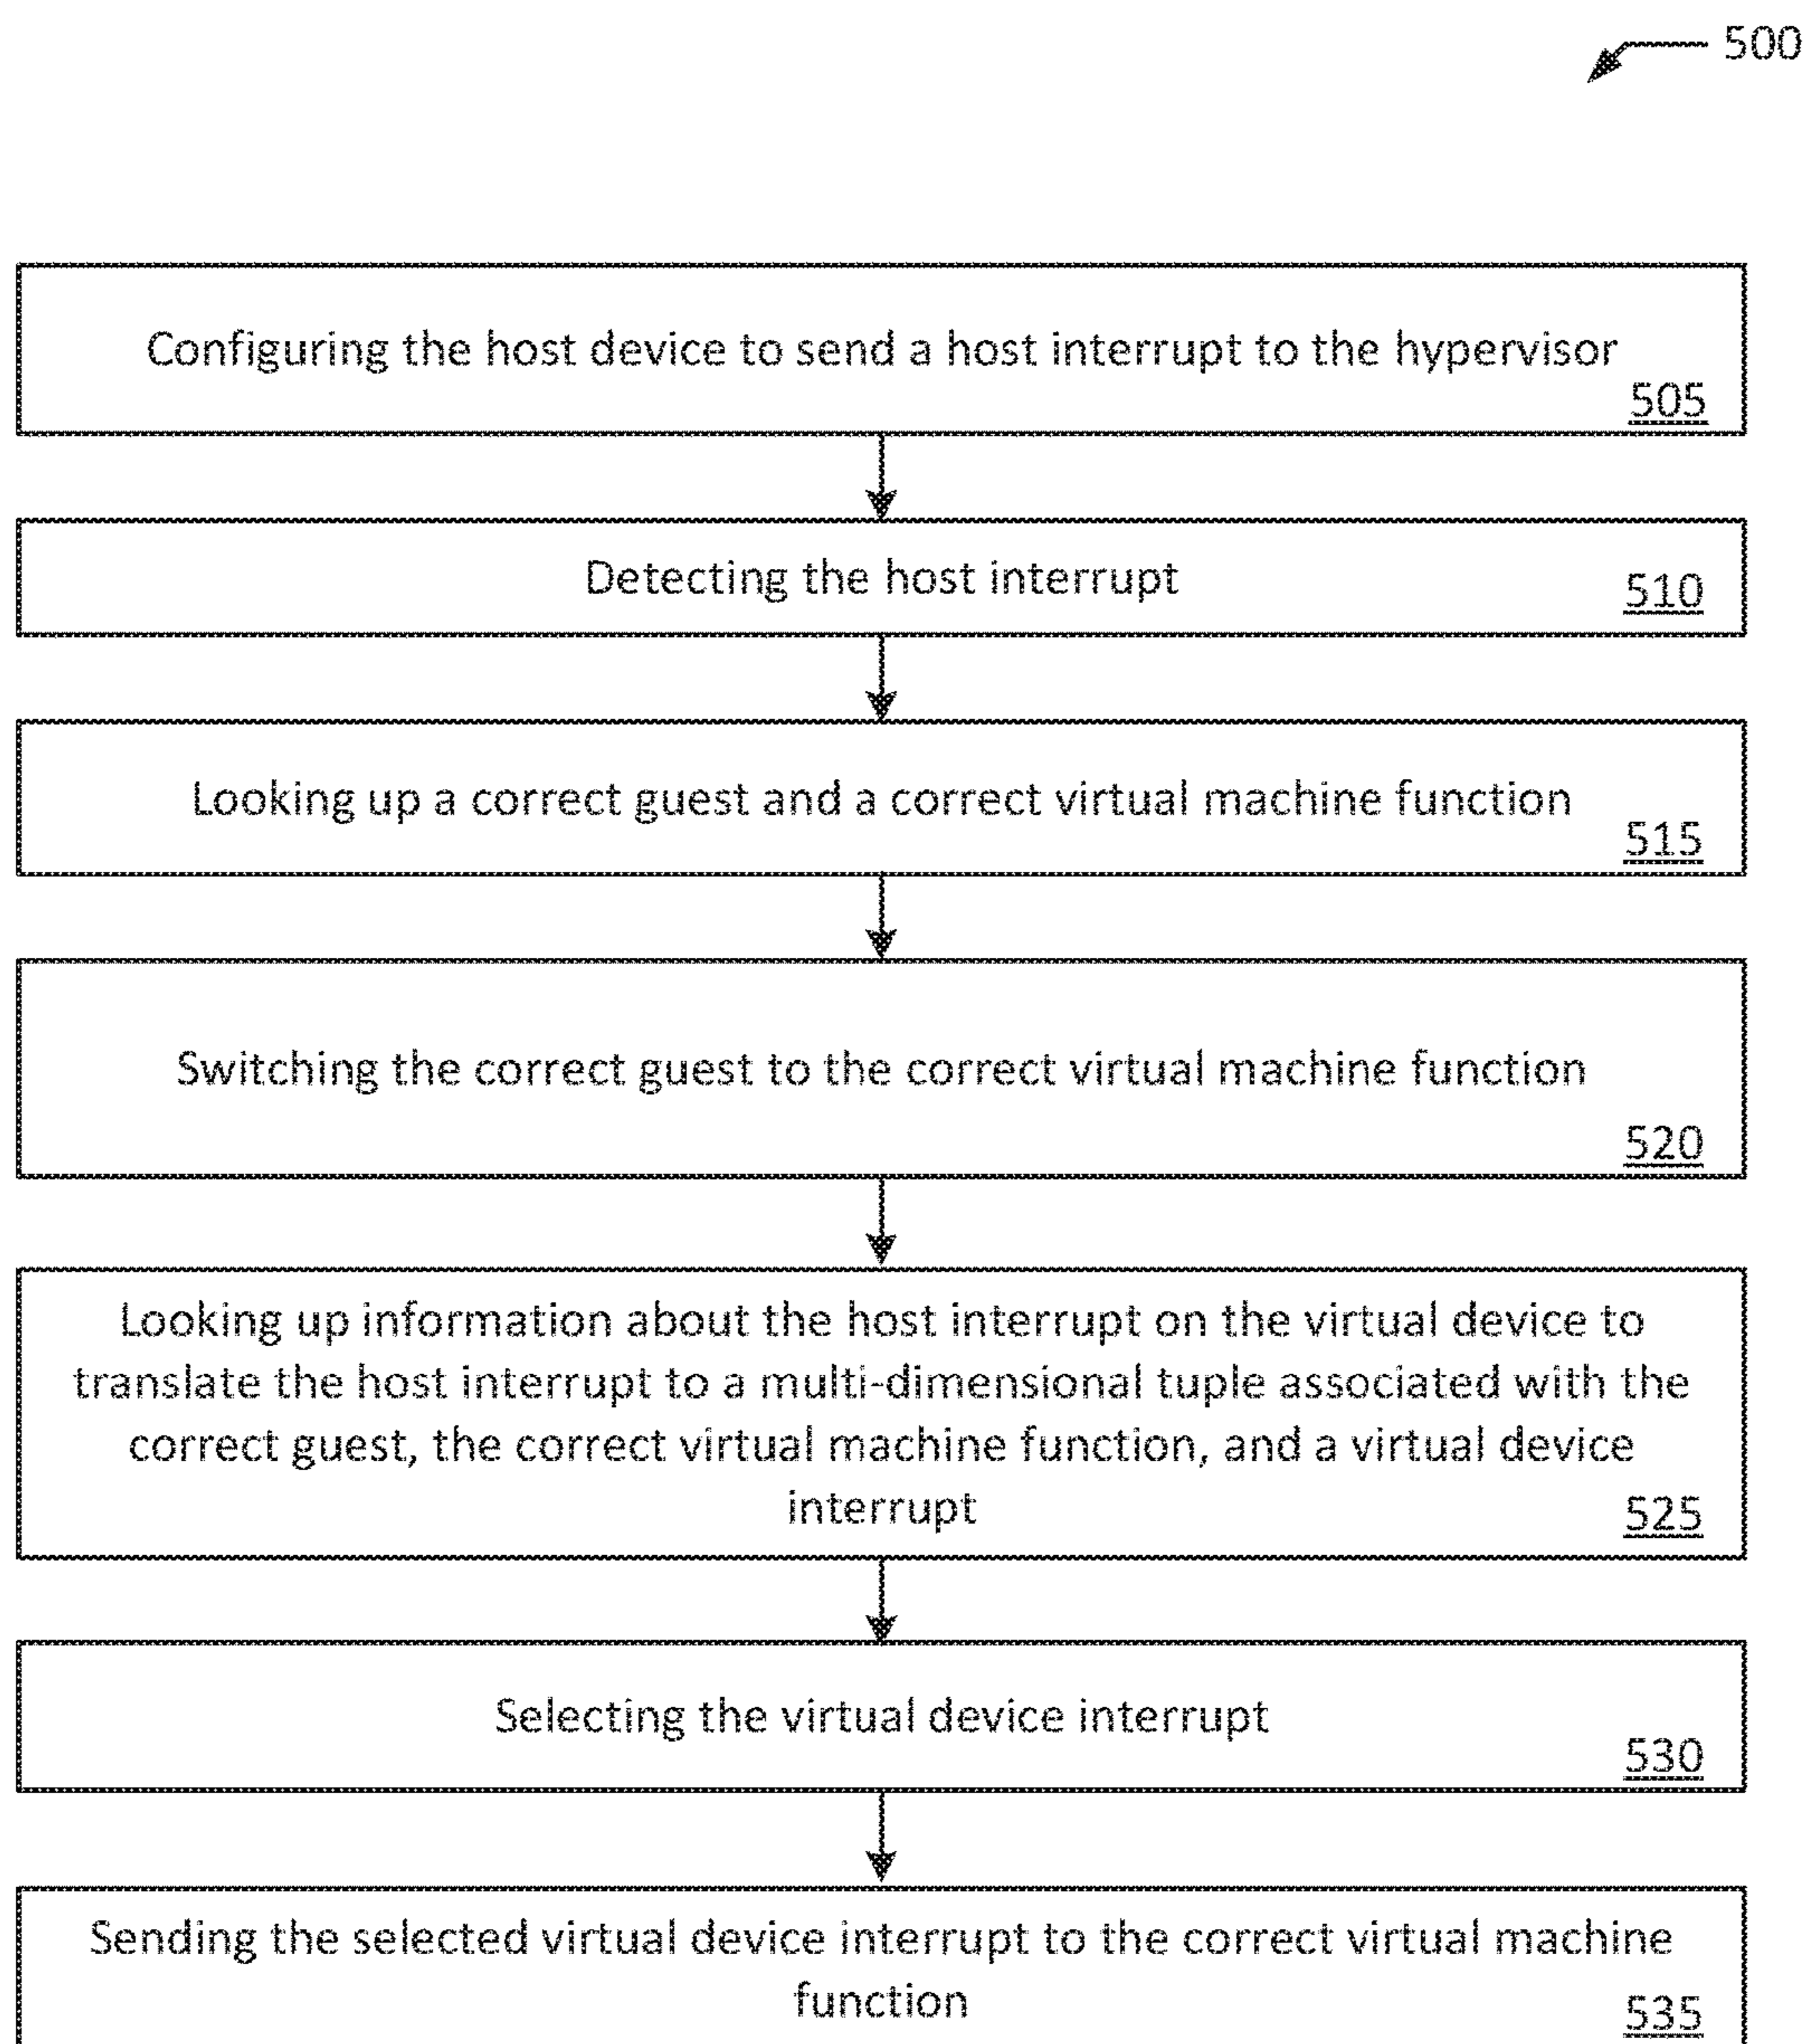 500
Configuring the host device to send a host interrupt to the hypervisor
505
Detecting the host interrupt
510
Looking up a correct guest and a correct virtual machine function
515
Switching the correct guest to the correct virtual machine function
520
Looking up information about the host interrupt on the virtual device to
translate the host interrupt to a multi-dimensional tuple associated with the
correct guest, the correct virtual machine function, and a virtual device
interrupt
525
Selecting the virtual device interrupt
530
Sending the selected virtual device interrupt to the correct virtual machine
function
535